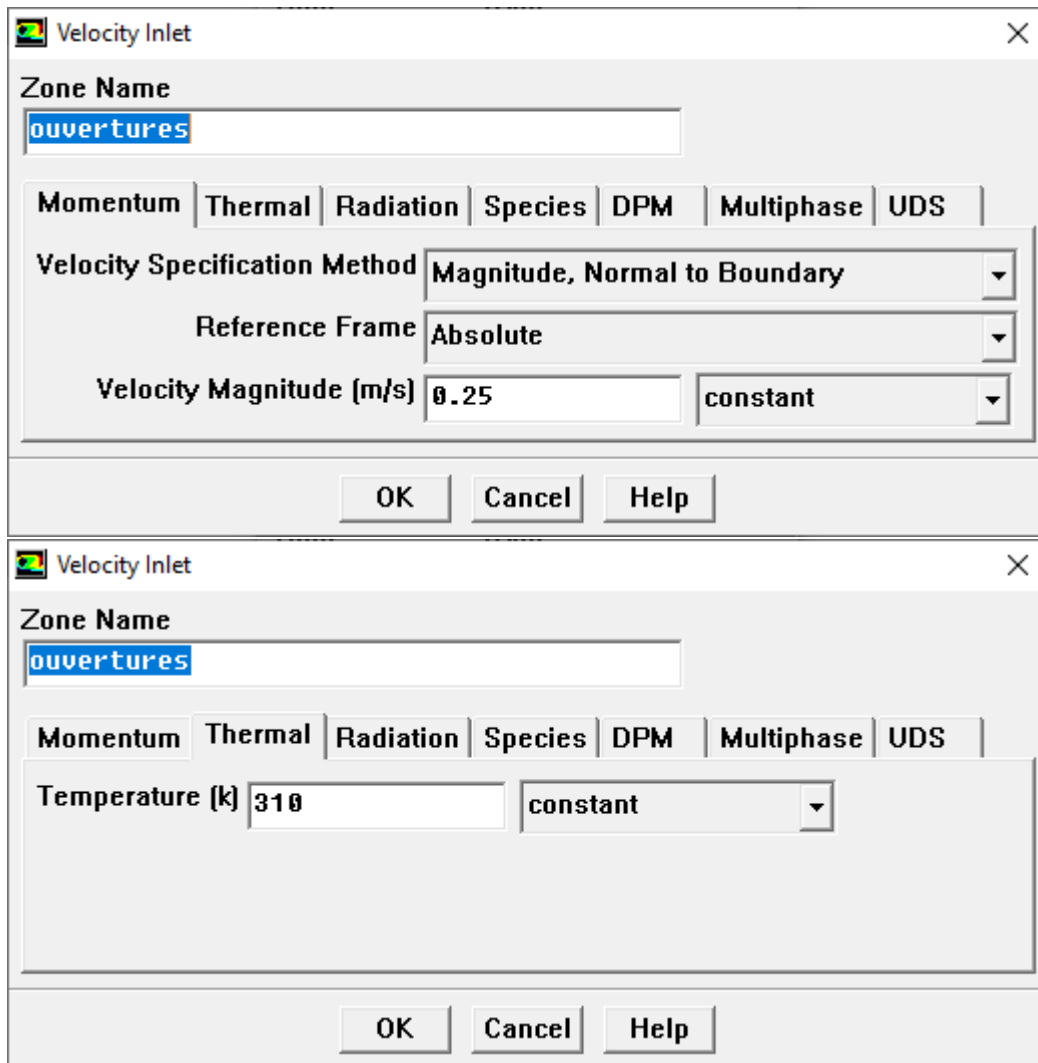 Velocity Inlet
Zone Name
ouvertures
Momentum Thermal Radiation Species DPM Multiphase UDS
Velocity Specification Method Magnitude, Normal to Boundary
Reference Frame Absolute
Velocity Magnitude (m/s) 0.25 constant
OK Cancel Help
Velocity Inlet
Zone Name
ouvertures
Momentum Thermal Radiation Species DPM Multiphase UDS
Temperature (k) 310 constant
OK Cancel Help